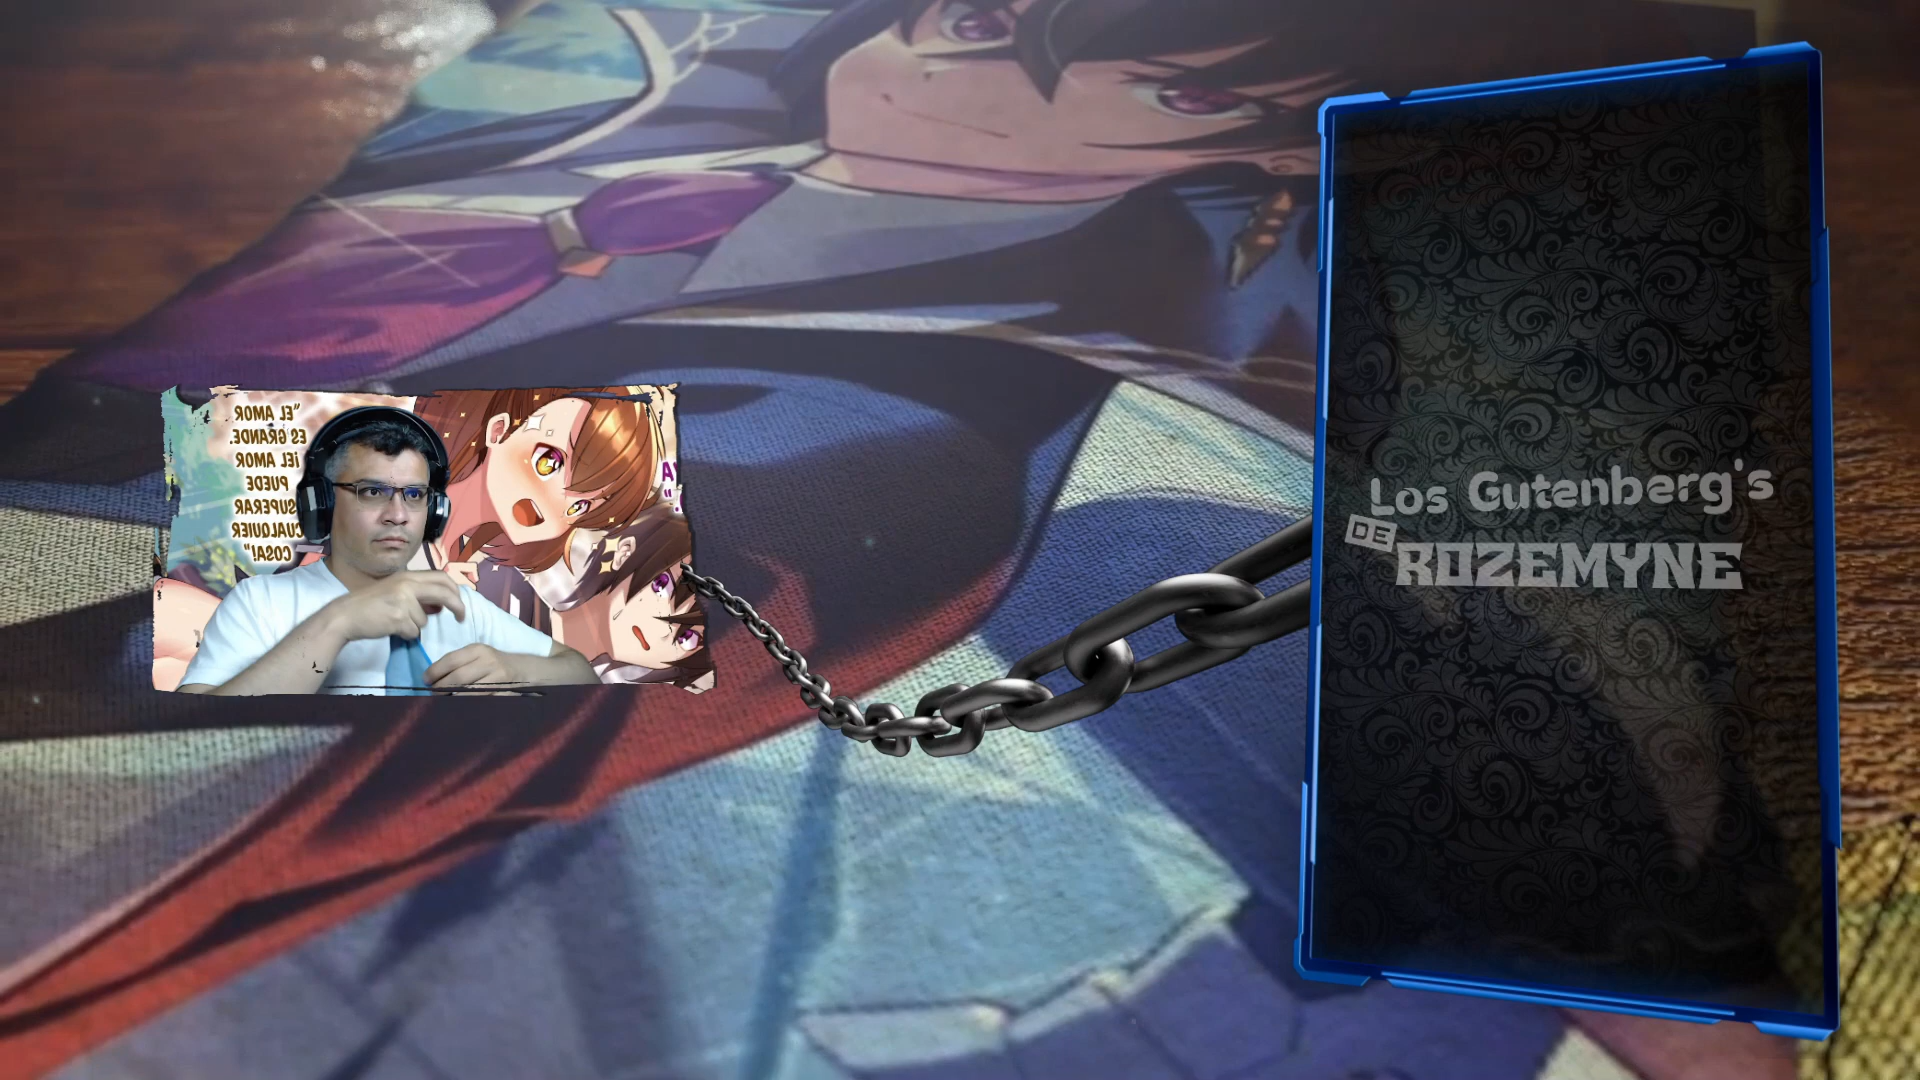 "EL AMOR
ES GRANDE.
¡EL AMOR
PUEDE
SUPERAR
CUALQUIER
COSA!"
Los Gutenberg's
DE
ROZEMYNE